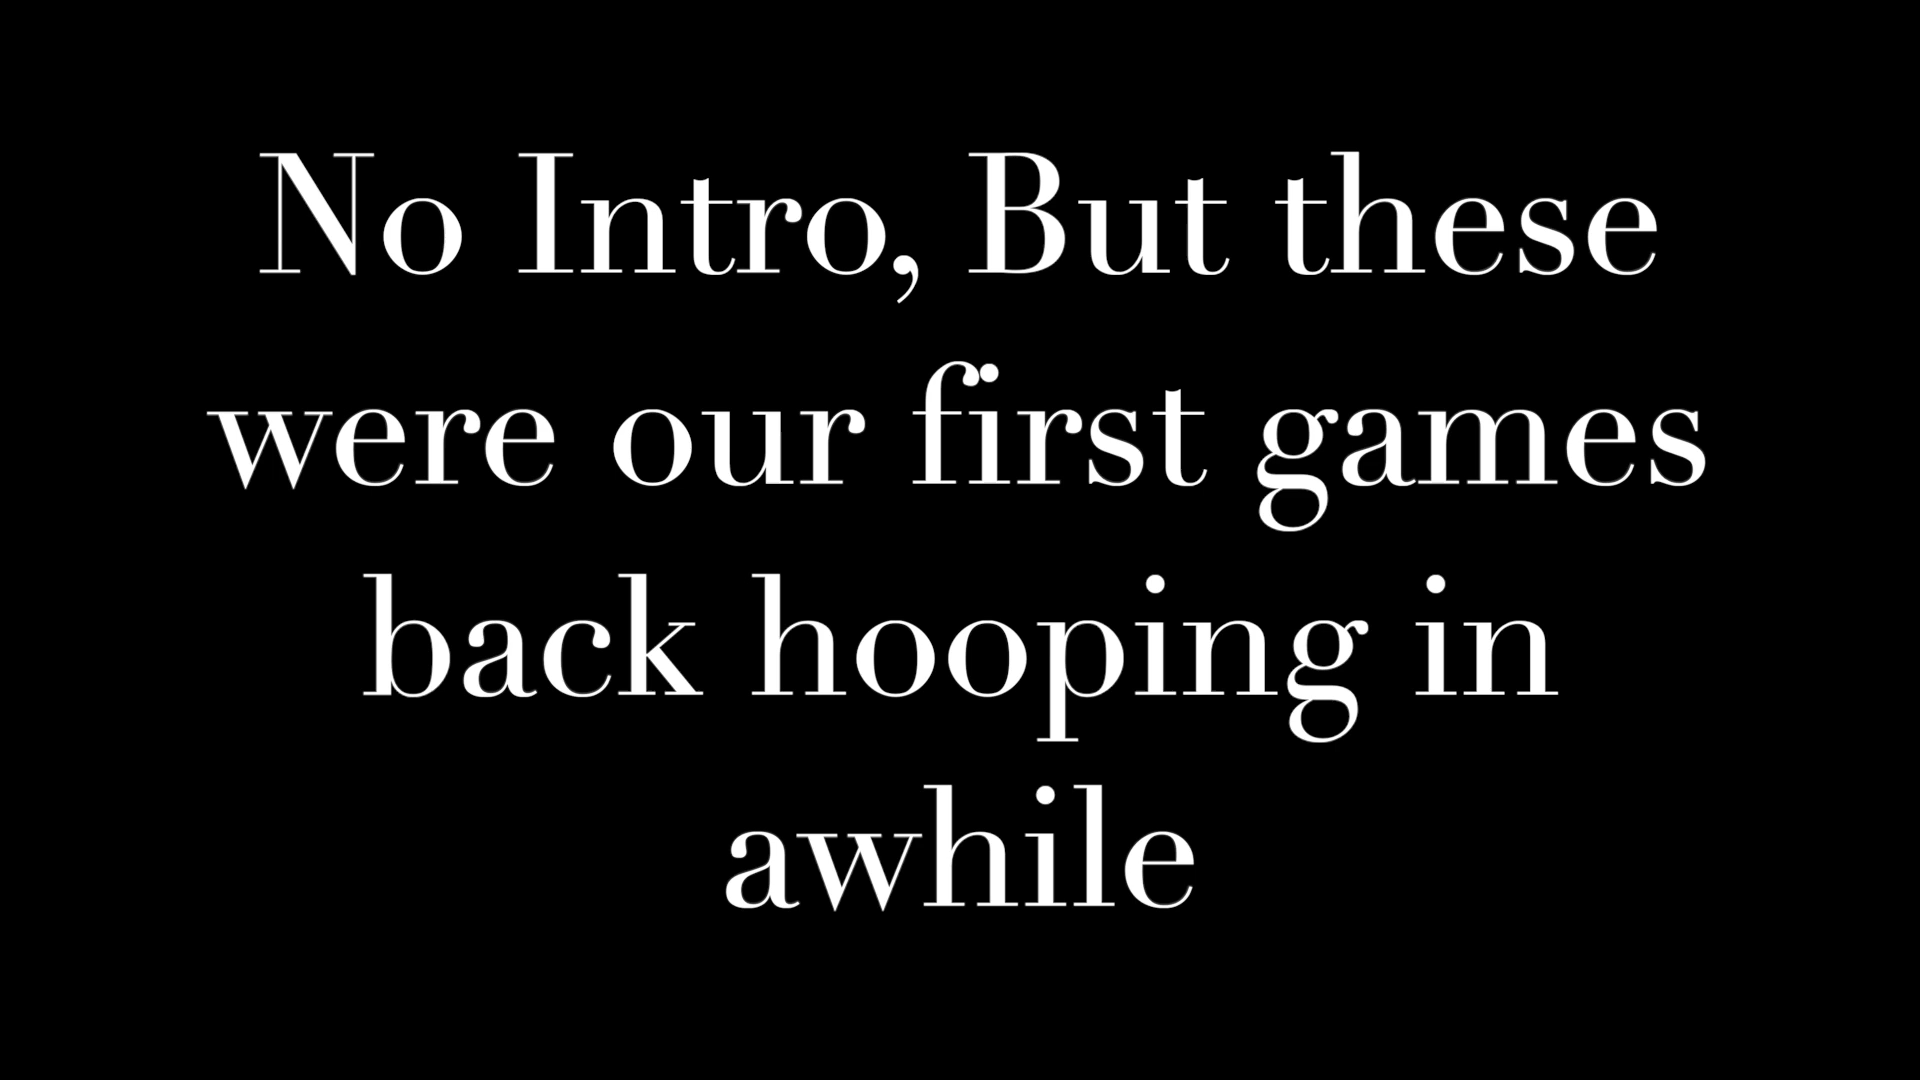 No Intro, But these
were our first games
back hooping in
awhile